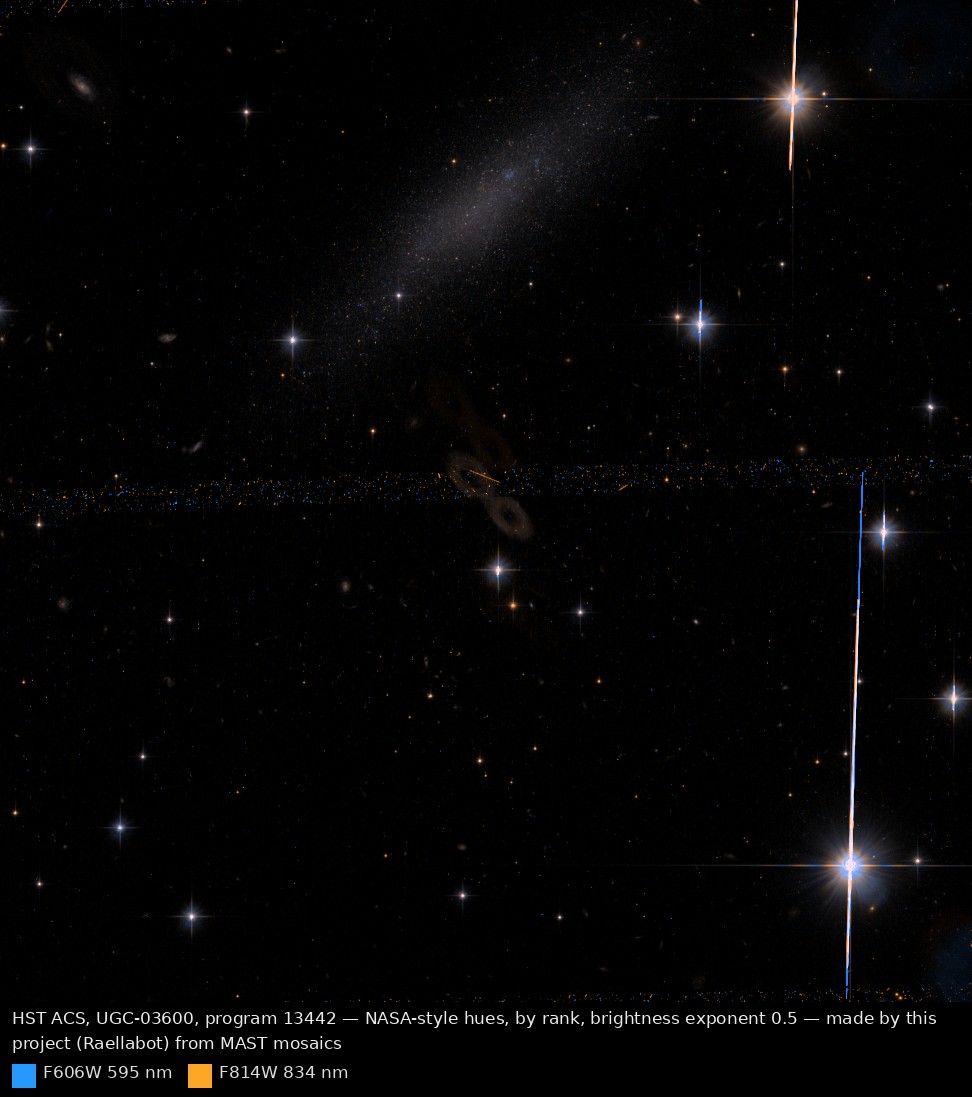 HST ACS, UGC-03600, program 13442 — NASA-style hues, by rank, brightness exponent 0.5 — made by this
project (Raellabot) from MAST mosaics
F606W 595 nm F814W 834 nm